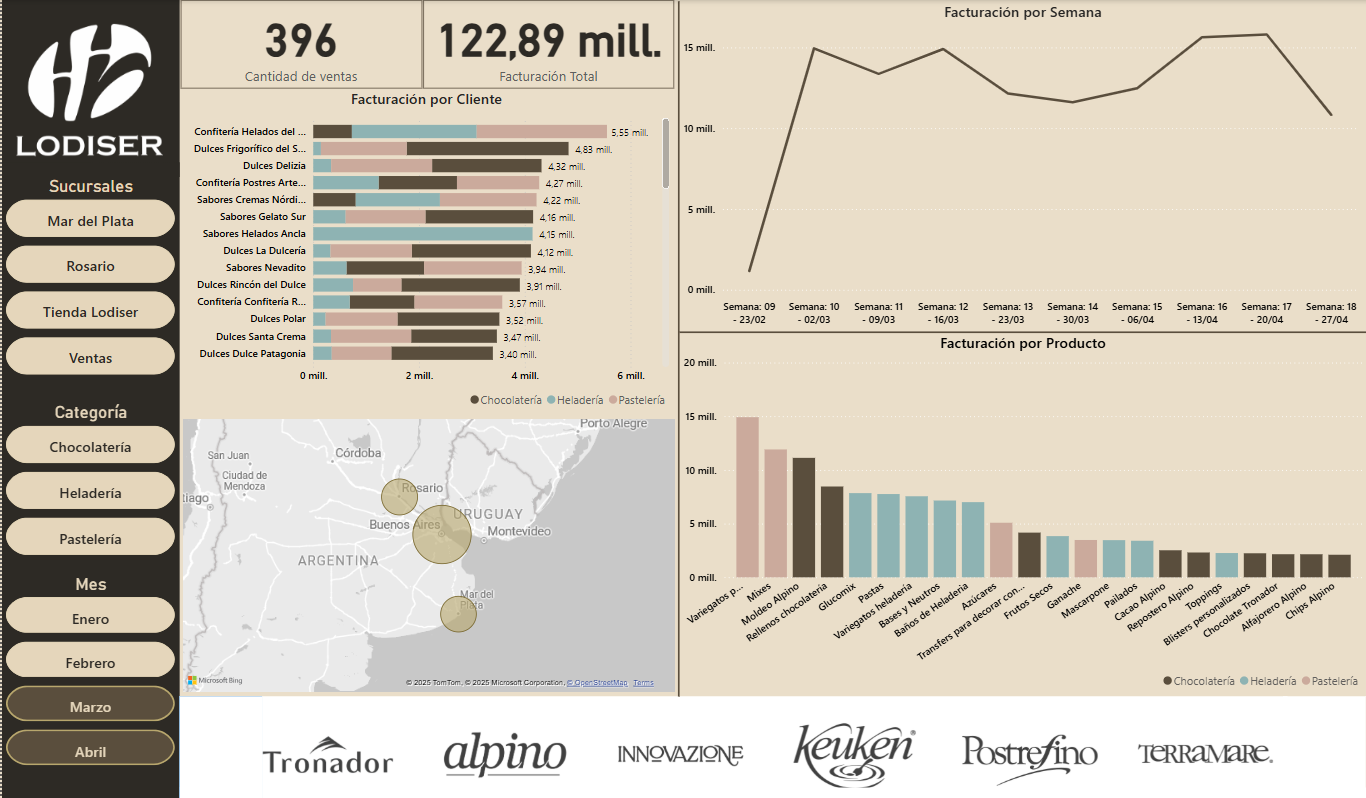 LODISER
Sucursales
Mar del Plata
Rosario
Tienda Lodiser
Ventas
Categoría
Chocolatería
Heladería
Pastelería
Mes
Enero
Febrero
Marzo
Abril
396
Cantidad de ventas
122,89 mill.
Facturación Total
Facturación por Cliente
Confitería Helados del ... 5,55 mill.
Dulces Frigorífico del S... 4,83 mill.
Dulces Delizia 4,32 mill.
Confitería Postres Arte... 4,27 mill.
Sabores Cremas Nórdi... 4,22 mill.
Sabores Gelato Sur 4,16 mill.
Sabores Helados Ancla 4,15 mill.
Dulces La Dulcería 4,12 mill.
Sabores Nevadito 3,94 mill.
Dulces Rincón del Dulce 3,91 mill.
Confitería Confitería R... 3,57 mill.
Dulces Polar 3,52 mill.
Dulces Santa Crema 3,47 mill.
Dulces Dulce Patagonia 3,40 mill.
0 mill. 2 mill. 4 mill. 6 mill.
Chocolatería Heladería Pastelería
Porto Alegre
San Juan
Córdoba
Ciudad de
Mendoza
tiago
Rosario
URUGUAY
Buenos Aires
Montevideo
ARGENTINA
Mar del
Plata
Microsoft Bing
© 2025 TomTom, © 2025 Microsoft Corporation, © OpenStreetMap Terms
Facturación por Semana
15 mill.
10 mill.
5 mill.
0 mill.
Semana: 09 Semana: 10 Semana: 11 Semana: 12 Semana: 13 Semana: 14 Semana: 15 Semana: 16 Semana: 17 Semana: 18
- 23/02 - 02/03 - 09/03 - 16/03 - 23/03 - 30/03 - 06/04 - 13/04 - 20/04 - 27/04
Facturación por Producto
20 mill.
15 mill.
10 mill.
5 mill.
0 mill.
Variegatos p...
Mixes
Moldeo Alpino
Rellenos chocolatería
Glucomix
Pastas
Variegatos heladería
Bases y Neutros
Baños de Heladería
Azúcares
Transfers para decorar con...
Frutos Secos
Ganache
Mascarpone
Pailados
Cacao Alpino
Repostero Alpino
Toppings
Blisters personalizados
Chocolate Tronador
Alfajorero Alpino
Chips Alpino
Chocolatería Heladería Pastelería
Tronador
alpino
INNOVAZIONE
Keuken®
Postrefino
TERRAMARE.